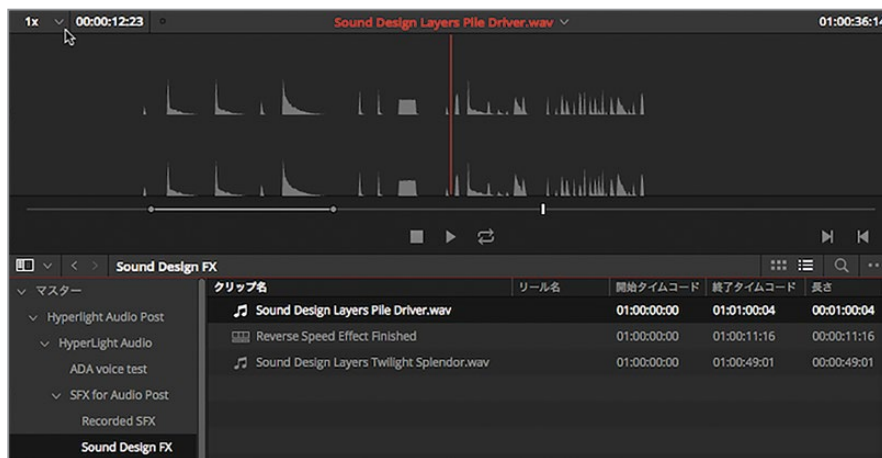 1x 00:00:12:23 Sound Design Layers Pile Driver.wav 01:00:36:14
Sound Design FX
クリップ名 リール名 開始タイムコード 終了タイムコード 長さ
マスター
Sound Design Layers Pile Driver.wav 01:00:00:00 01:01:00:04 00:01:00:04
Hyperlight Audio Post
Reverse Speed Effect Finished 01:00:00:00 01:00:11:16 00:00:11:16
HyperLight Audio
Sound Design Layers Twilight Splendor.wav 01:00:00:00 01:00:49:01 00:00:49:01
ADA voice test
SFX for Audio Post
Recorded SFX
Sound Design FX